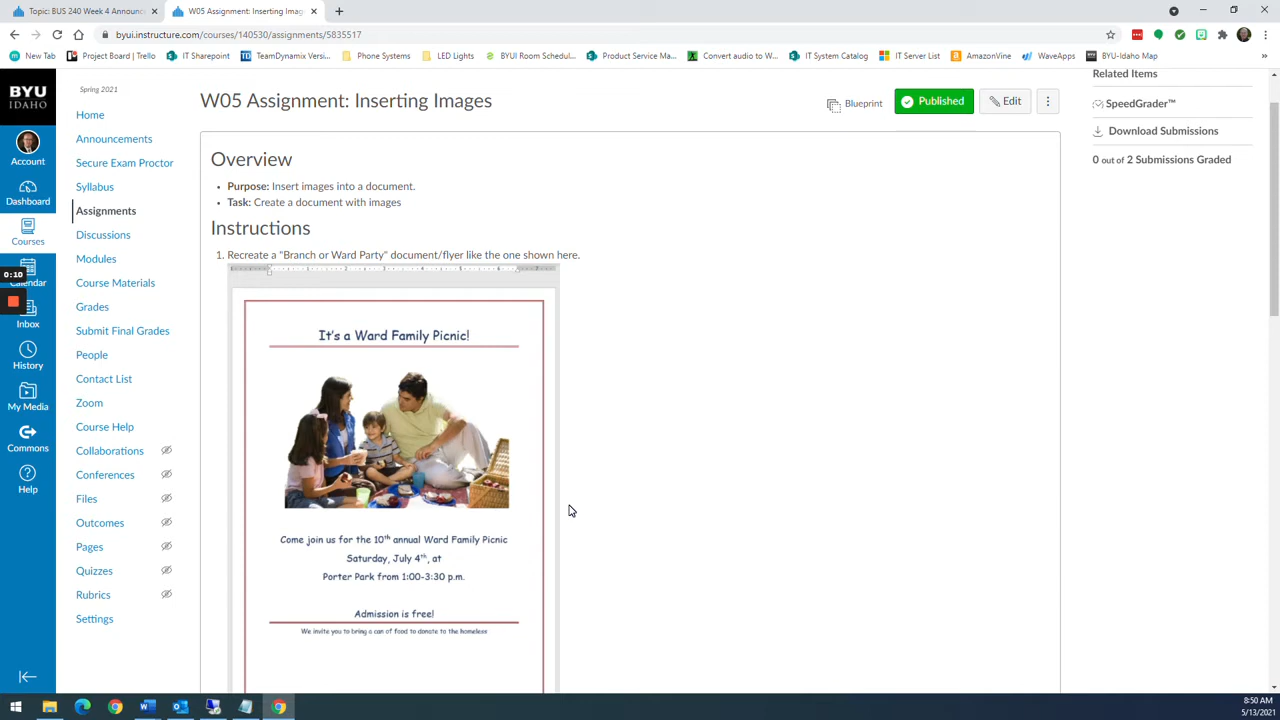 Topic: BUS 240 Week 4 Announc
W05 Assignment: Inserting Imag
byui.instructure.com/courses/140530/assignments/5835517
New Tab
Project Board | Trello
IT Sharepoint
TeamDynamix Versi...
Phone Systems
LED Lights
BYUI Room Schedul...
Product Service Ma...
Convert audio to W...
IT System Catalog
IT Server List
AmazonVine
WaveApps
BYU-Idaho Map
»
BYU
IDAHO
Account
Dashboard
Courses
Calendar
Inbox
History
My Media
Commons
Help
0:10
Spring 2021
Home
Announcements
Secure Exam Proctor
Syllabus
Assignments
Discussions
Modules
Course Materials
Grades
Submit Final Grades
People
Contact List
Zoom
Course Help
Collaborations
Conferences
Files
Outcomes
Pages
Quizzes
Rubrics
Settings
W05 Assignment: Inserting Images
Blueprint
Published
Edit
Overview
• Purpose: Insert images into a document.
• Task: Create a document with images
Instructions
1. Recreate a "Branch or Ward Party" document/flyer like the one shown here.
It's a Ward Family Picnic!
Come join us for the 10th annual Ward Family Picnic
Saturday, July 4th, at
Porter Park from 1:00-3:30 p.m.
Admission is free!
We invite you to bring a can of food to donate to the homeless
Related Items
SpeedGrader™
Download Submissions
0 out of 2 Submissions Graded
8:50 AM
5/13/2021